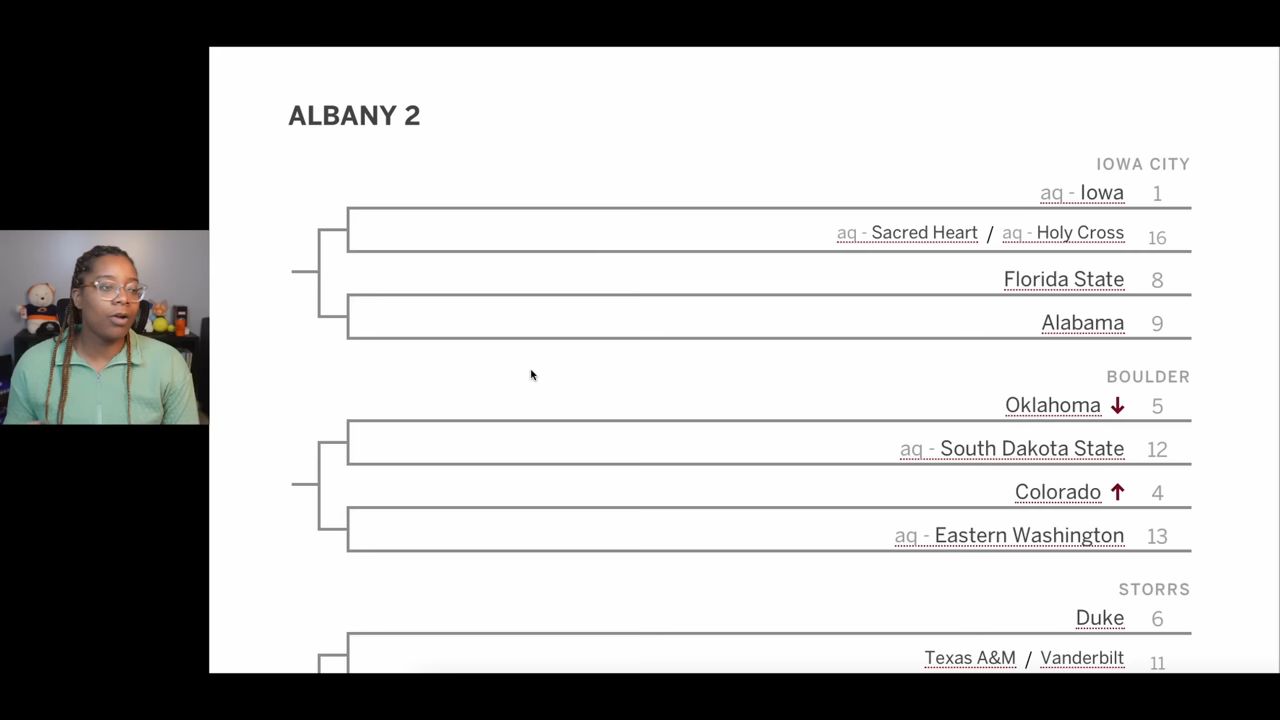 ALBANY 2
IOWA CITY
aq - Iowa 1
aq - Sacred Heart / aq - Holy Cross 16
Florida State 8
Alabama 9
BOULDER
Oklahoma ↓ 5
aq - South Dakota State 12
Colorado ↑ 4
aq - Eastern Washington 13
STORRS
Duke 6
Texas A&M / Vanderbilt 11